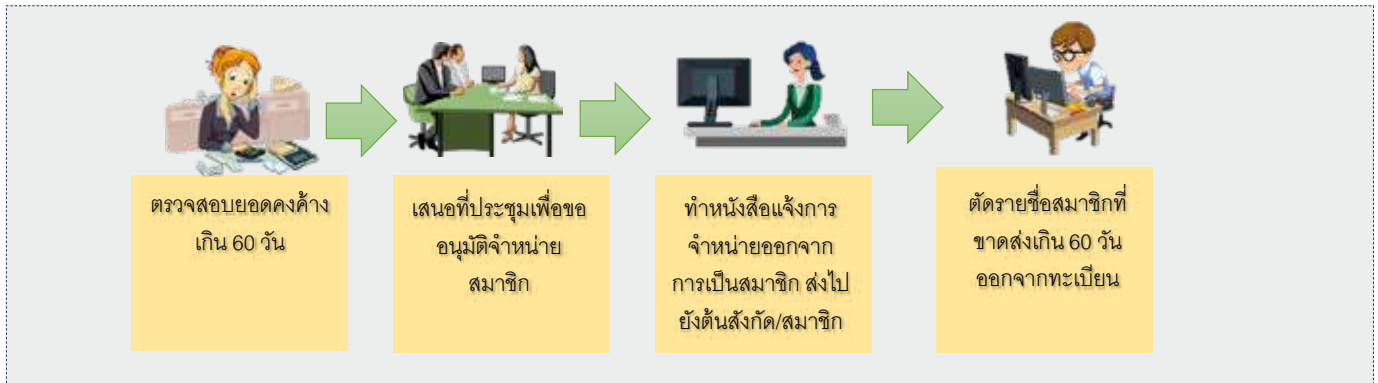 ตรวจสอบยอดคงค้าง
เกิน 60 วัน
เสนอที่ประชุมเพื่อขอ
อนุมัติจำหน่าย
สมาชิก
ทำหนังสือแจ้งการ
จำหน่ายออกจาก
การเป็นสมาชิก ส่งไป
ยังต้นสังกัด/สมาชิก
ตัดรายชื่อสมาชิกที่
ขาดส่งเกิน 60 วัน
ออกจากทะเบียน